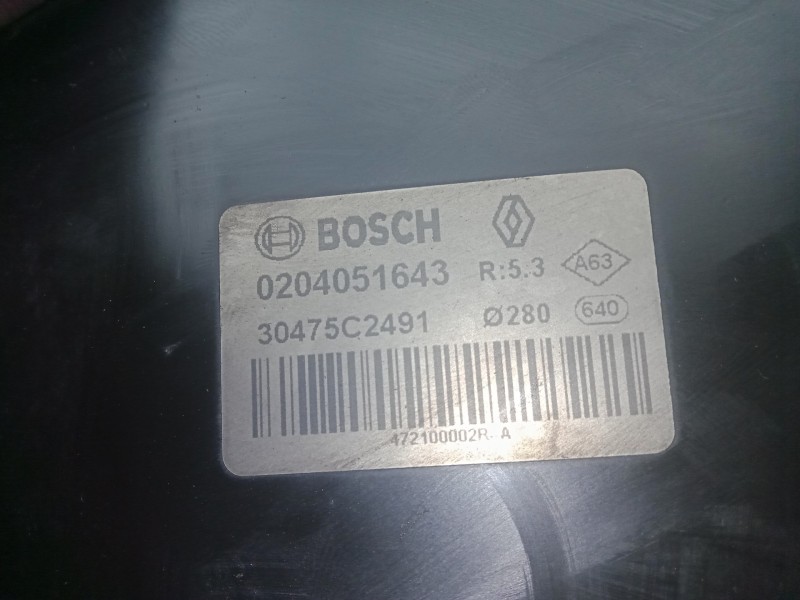 BOSCH
0204051643 R:5.3 A63
30475C2491 Ø280 640
472100002R A